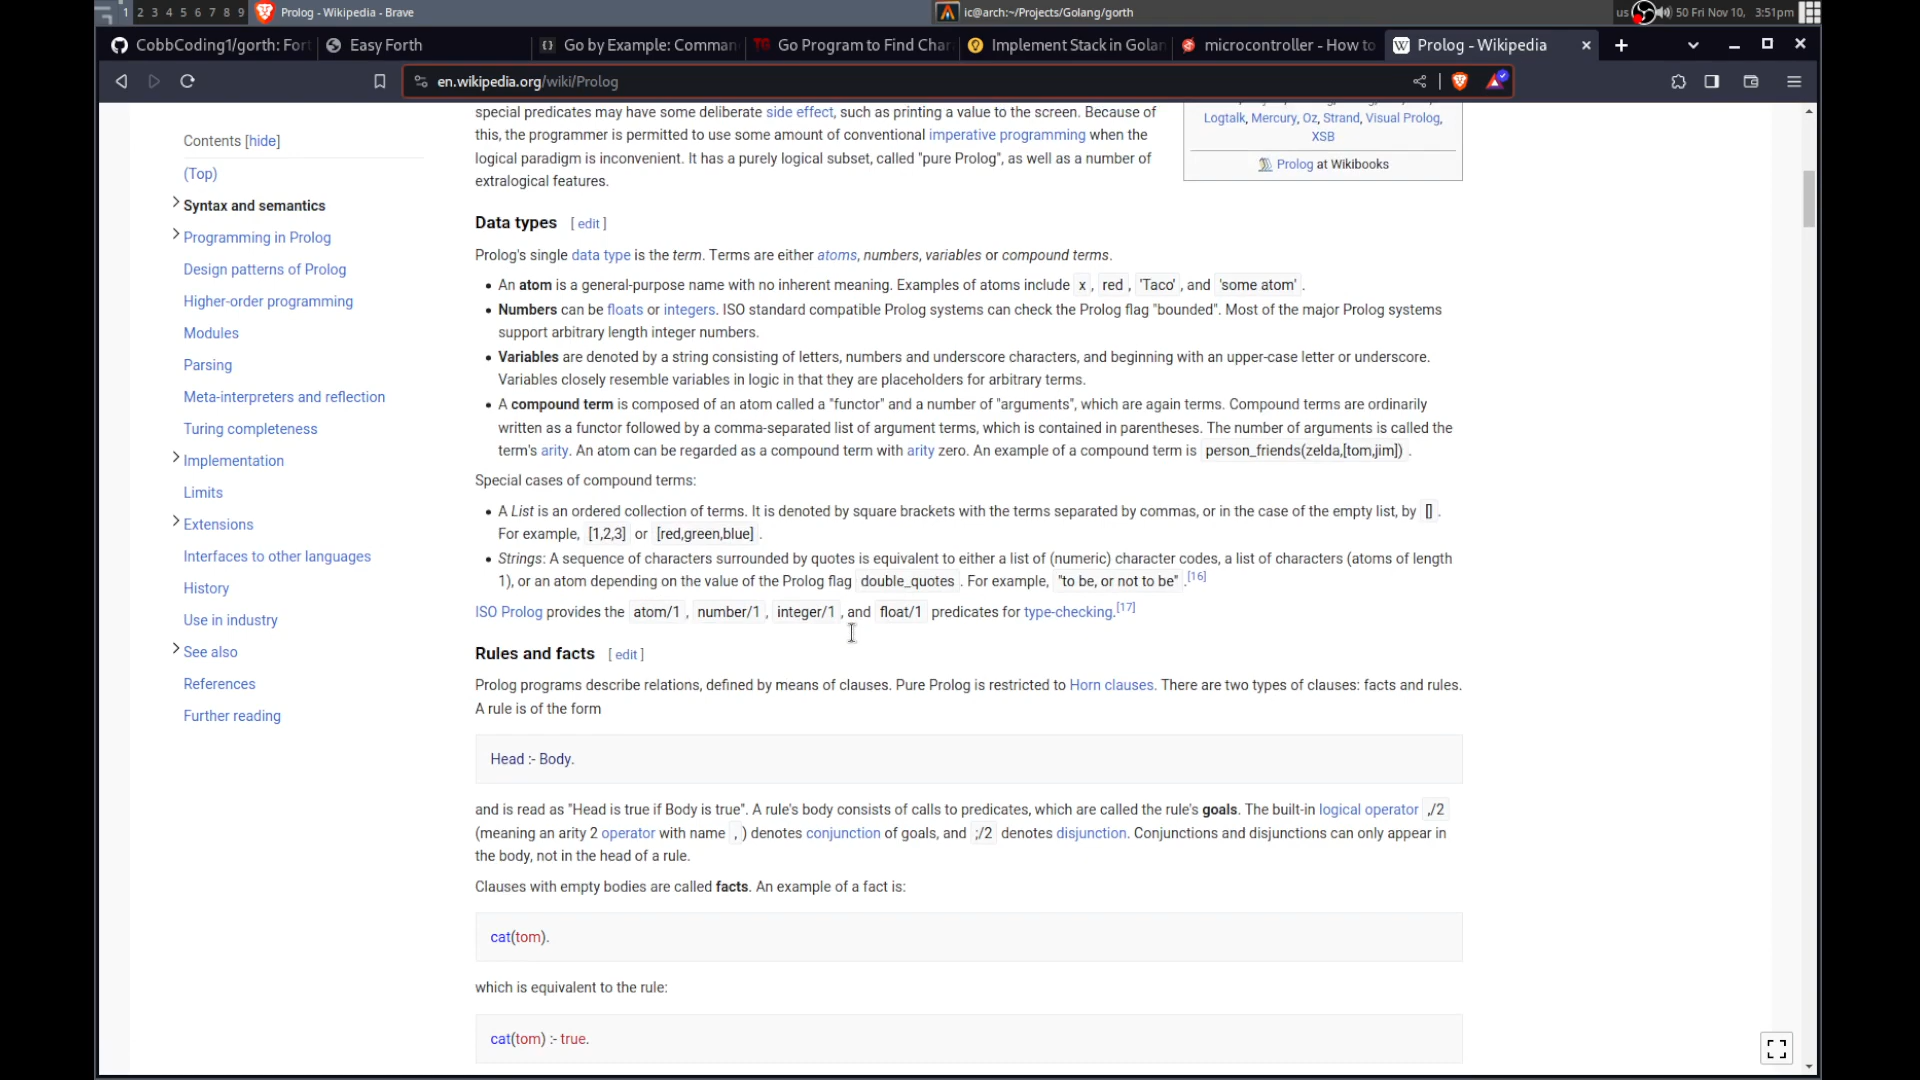 1 2 3 4 5 6 7 8 9 Prolog - Wikipedia - Brave
ic@arch:~/Projects/Golang/gorth
us 50 Fri Nov 10, 3:51pm
CobbCoding1/gorth: For
Easy Forth
Go by Example: Comman
Go Program to Find Char
Implement Stack in Golan
microcontroller - How to
Prolog - Wikipedia
en.wikipedia.org/wiki/Prolog
Contents [hide]
(Top)
Syntax and semantics
Programming in Prolog
Design patterns of Prolog
Higher-order programming
Modules
Parsing
Meta-interpreters and reflection
Turing completeness
Implementation
Limits
Extensions
Interfaces to other languages
History
Use in industry
See also
References
Further reading
special predicates may have some deliberate side effect, such as printing a value to the screen. Because of
this, the programmer is permitted to use some amount of conventional imperative programming when the
logical paradigm is inconvenient. It has a purely logical subset, called "pure Prolog", as well as a number of
extralogical features.
Logtalk, Mercury, Oz, Strand, Visual Prolog,
XSB
Prolog at Wikibooks
Data types [ edit ]
Prolog's single data type is the term. Terms are either atoms, numbers, variables or compound terms.
• An atom is a general-purpose name with no inherent meaning. Examples of atoms include x , red , 'Taco' , and 'some atom' .
• Numbers can be floats or integers. ISO standard compatible Prolog systems can check the Prolog flag "bounded". Most of the major Prolog systems
support arbitrary length integer numbers.
• Variables are denoted by a string consisting of letters, numbers and underscore characters, and beginning with an upper-case letter or underscore.
Variables closely resemble variables in logic in that they are placeholders for arbitrary terms.
• A compound term is composed of an atom called a "functor" and a number of "arguments", which are again terms. Compound terms are ordinarily
written as a functor followed by a comma-separated list of argument terms, which is contained in parentheses. The number of arguments is called the
term's arity. An atom can be regarded as a compound term with arity zero. An example of a compound term is person_friends(zelda,[tom,jim]) .
Special cases of compound terms:
• A List is an ordered collection of terms. It is denoted by square brackets with the terms separated by commas, or in the case of the empty list, by [] .
For example, [1,2,3] or [red,green,blue] .
• Strings: A sequence of characters surrounded by quotes is equivalent to either a list of (numeric) character codes, a list of characters (atoms of length
1), or an atom depending on the value of the Prolog flag double_quotes . For example, "to be, or not to be" .[16]
ISO Prolog provides the atom/1 , number/1 , integer/1 , and float/1 predicates for type-checking.[17]
Rules and facts [ edit ]
Prolog programs describe relations, defined by means of clauses. Pure Prolog is restricted to Horn clauses. There are two types of clauses: facts and rules.
A rule is of the form
Head :- Body.
and is read as "Head is true if Body is true". A rule's body consists of calls to predicates, which are called the rule's goals. The built-in logical operator ,/2
(meaning an arity 2 operator with name , ) denotes conjunction of goals, and ;/2 denotes disjunction. Conjunctions and disjunctions can only appear in
the body, not in the head of a rule.
Clauses with empty bodies are called facts. An example of a fact is:
cat(tom).
which is equivalent to the rule:
cat(tom) :- true.